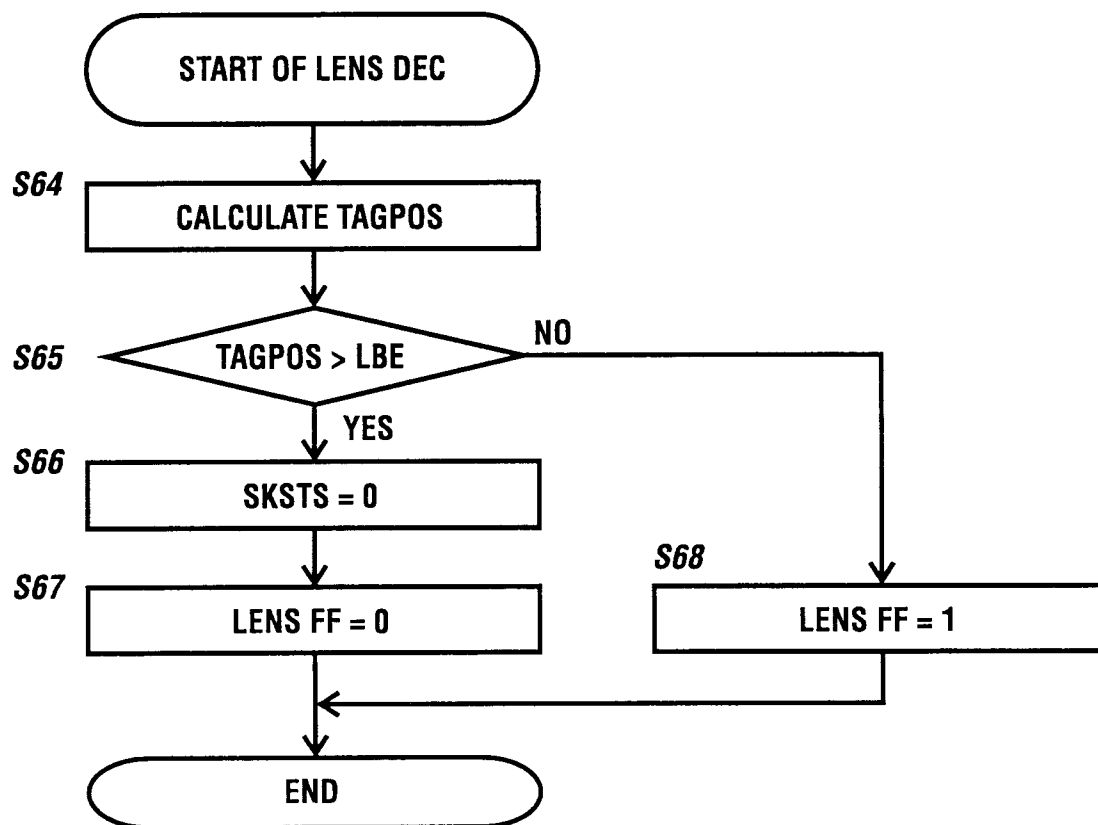 START OF LENS DEC
S64
CALCULATE TAGPOS
S65
TAGPOS > LBE
NO
YES
S66
SKSTS = 0
S67
LENS FF = 0
S68
LENS FF = 1
END